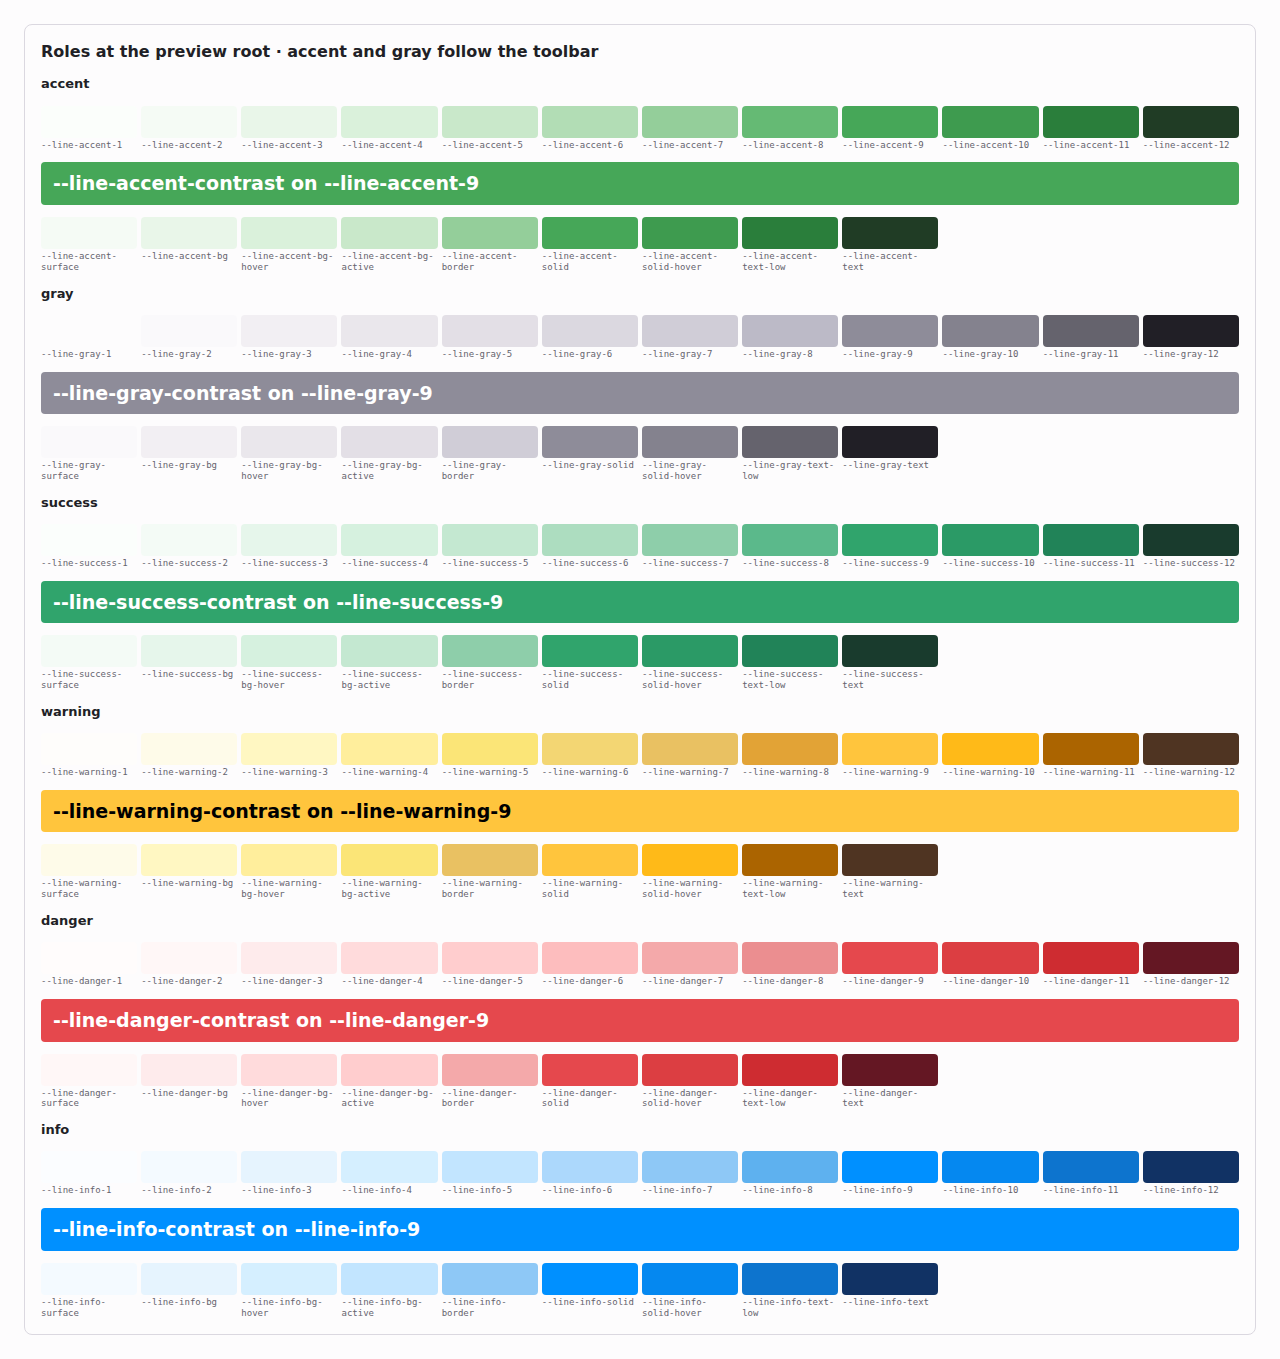 Roles at the preview root · accent and gray follow the toolbar
accent
--line-accent-1 --line-accent-2 --line-accent-3 --line-accent-4 --line-accent-5 --line-accent-6 --line-accent-7 --line-accent-8 --line-accent-9 --line-accent-10 --line-accent-11 --line-accent-12
--line-accent-contrast on --line-accent-9
--line-accent- --line-accent-bg --line-accent-bg- --line-accent-bg- --line-accent- --line-accent- --line-accent- --line-accent- --line-accent-
surface hover active border solid solid-hover text-low text
gray
--line-gray-1 --line-gray-2 --line-gray-3 --line-gray-4 --line-gray-5 --line-gray-6 --line-gray-7 --line-gray-8 --line-gray-9 --line-gray-10 --line-gray-11 --line-gray-12
--line-gray-contrast on --line-gray-9
--line-gray- --line-gray-bg --line-gray-bg- --line-gray-bg- --line-gray- --line-gray-solid --line-gray- --line-gray-text- --line-gray-text
surface hover active border solid-hover low
success
--line-success-1 --line-success-2 --line-success-3 --line-success-4 --line-success-5 --line-success-6 --line-success-7 --line-success-8 --line-success-9 --line-success-10 --line-success-11 --line-success-12
--line-success-contrast on --line-success-9
--line-success- --line-success-bg --line-success- --line-success- --line-success- --line-success- --line-success- --line-success- --line-success-
surface bg-hover bg-active border solid solid-hover text-low text
warning
--line-warning-1 --line-warning-2 --line-warning-3 --line-warning-4 --line-warning-5 --line-warning-6 --line-warning-7 --line-warning-8 --line-warning-9 --line-warning-10 --line-warning-11 --line-warning-12
--line-warning-contrast on --line-warning-9
--line-warning- --line-warning-bg --line-warning- --line-warning- --line-warning- --line-warning- --line-warning- --line-warning- --line-warning-
surface bg-hover bg-active border solid solid-hover text-low text
danger
--line-danger-1 --line-danger-2 --line-danger-3 --line-danger-4 --line-danger-5 --line-danger-6 --line-danger-7 --line-danger-8 --line-danger-9 --line-danger-10 --line-danger-11 --line-danger-12
--line-danger-contrast on --line-danger-9
--line-danger- --line-danger-bg --line-danger-bg- --line-danger-bg- --line-danger- --line-danger- --line-danger- --line-danger- --line-danger-
surface hover active border solid solid-hover text-low text
info
--line-info-1 --line-info-2 --line-info-3 --line-info-4 --line-info-5 --line-info-6 --line-info-7 --line-info-8 --line-info-9 --line-info-10 --line-info-11 --line-info-12
--line-info-contrast on --line-info-9
--line-info- --line-info-bg --line-info-bg- --line-info-bg- --line-info- --line-info-solid --line-info- --line-info-text- --line-info-text
surface hover active border solid-hover low